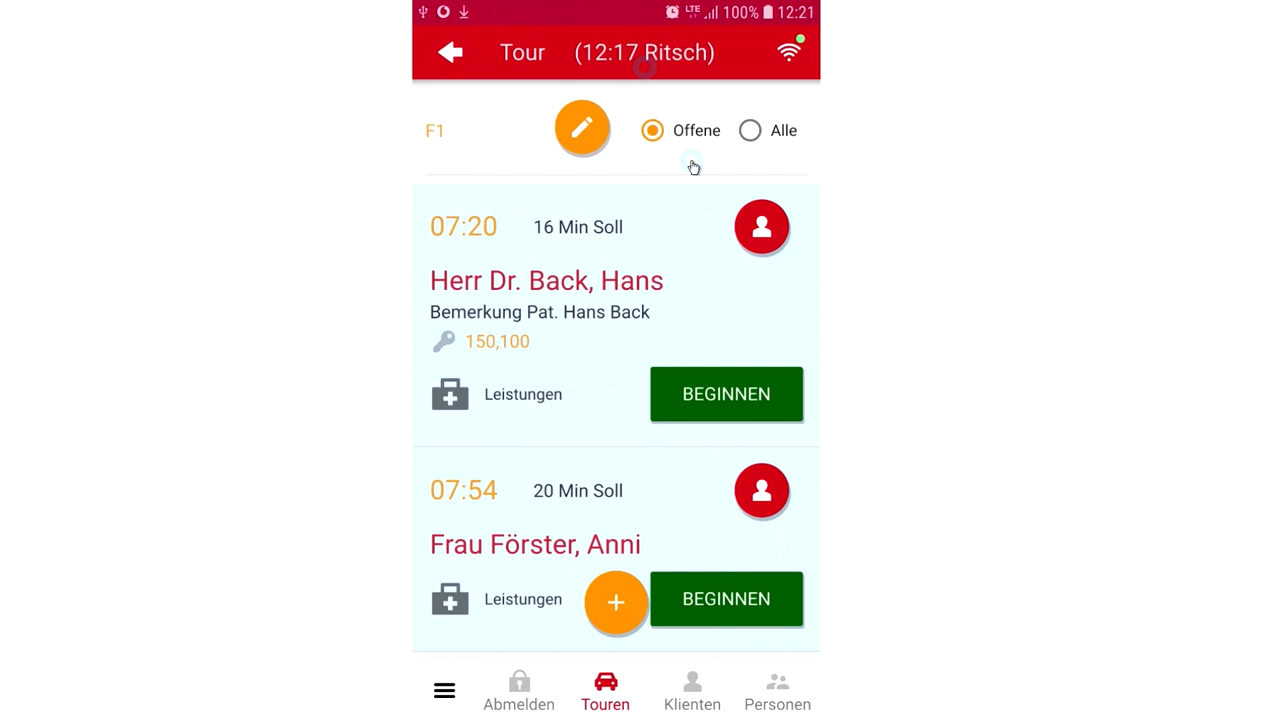 LTE 100% 12:21
Tour (12:17 Ritsch)
F1 Offene Alle
07:20 16 Min Soll
Herr Dr. Back, Hans
Bemerkung Pat. Hans Back
150,100
Leistungen BEGINNEN
07:54 20 Min Soll
Frau Förster, Anni
Leistungen + BEGINNEN
Abmelden Touren Klienten Personen